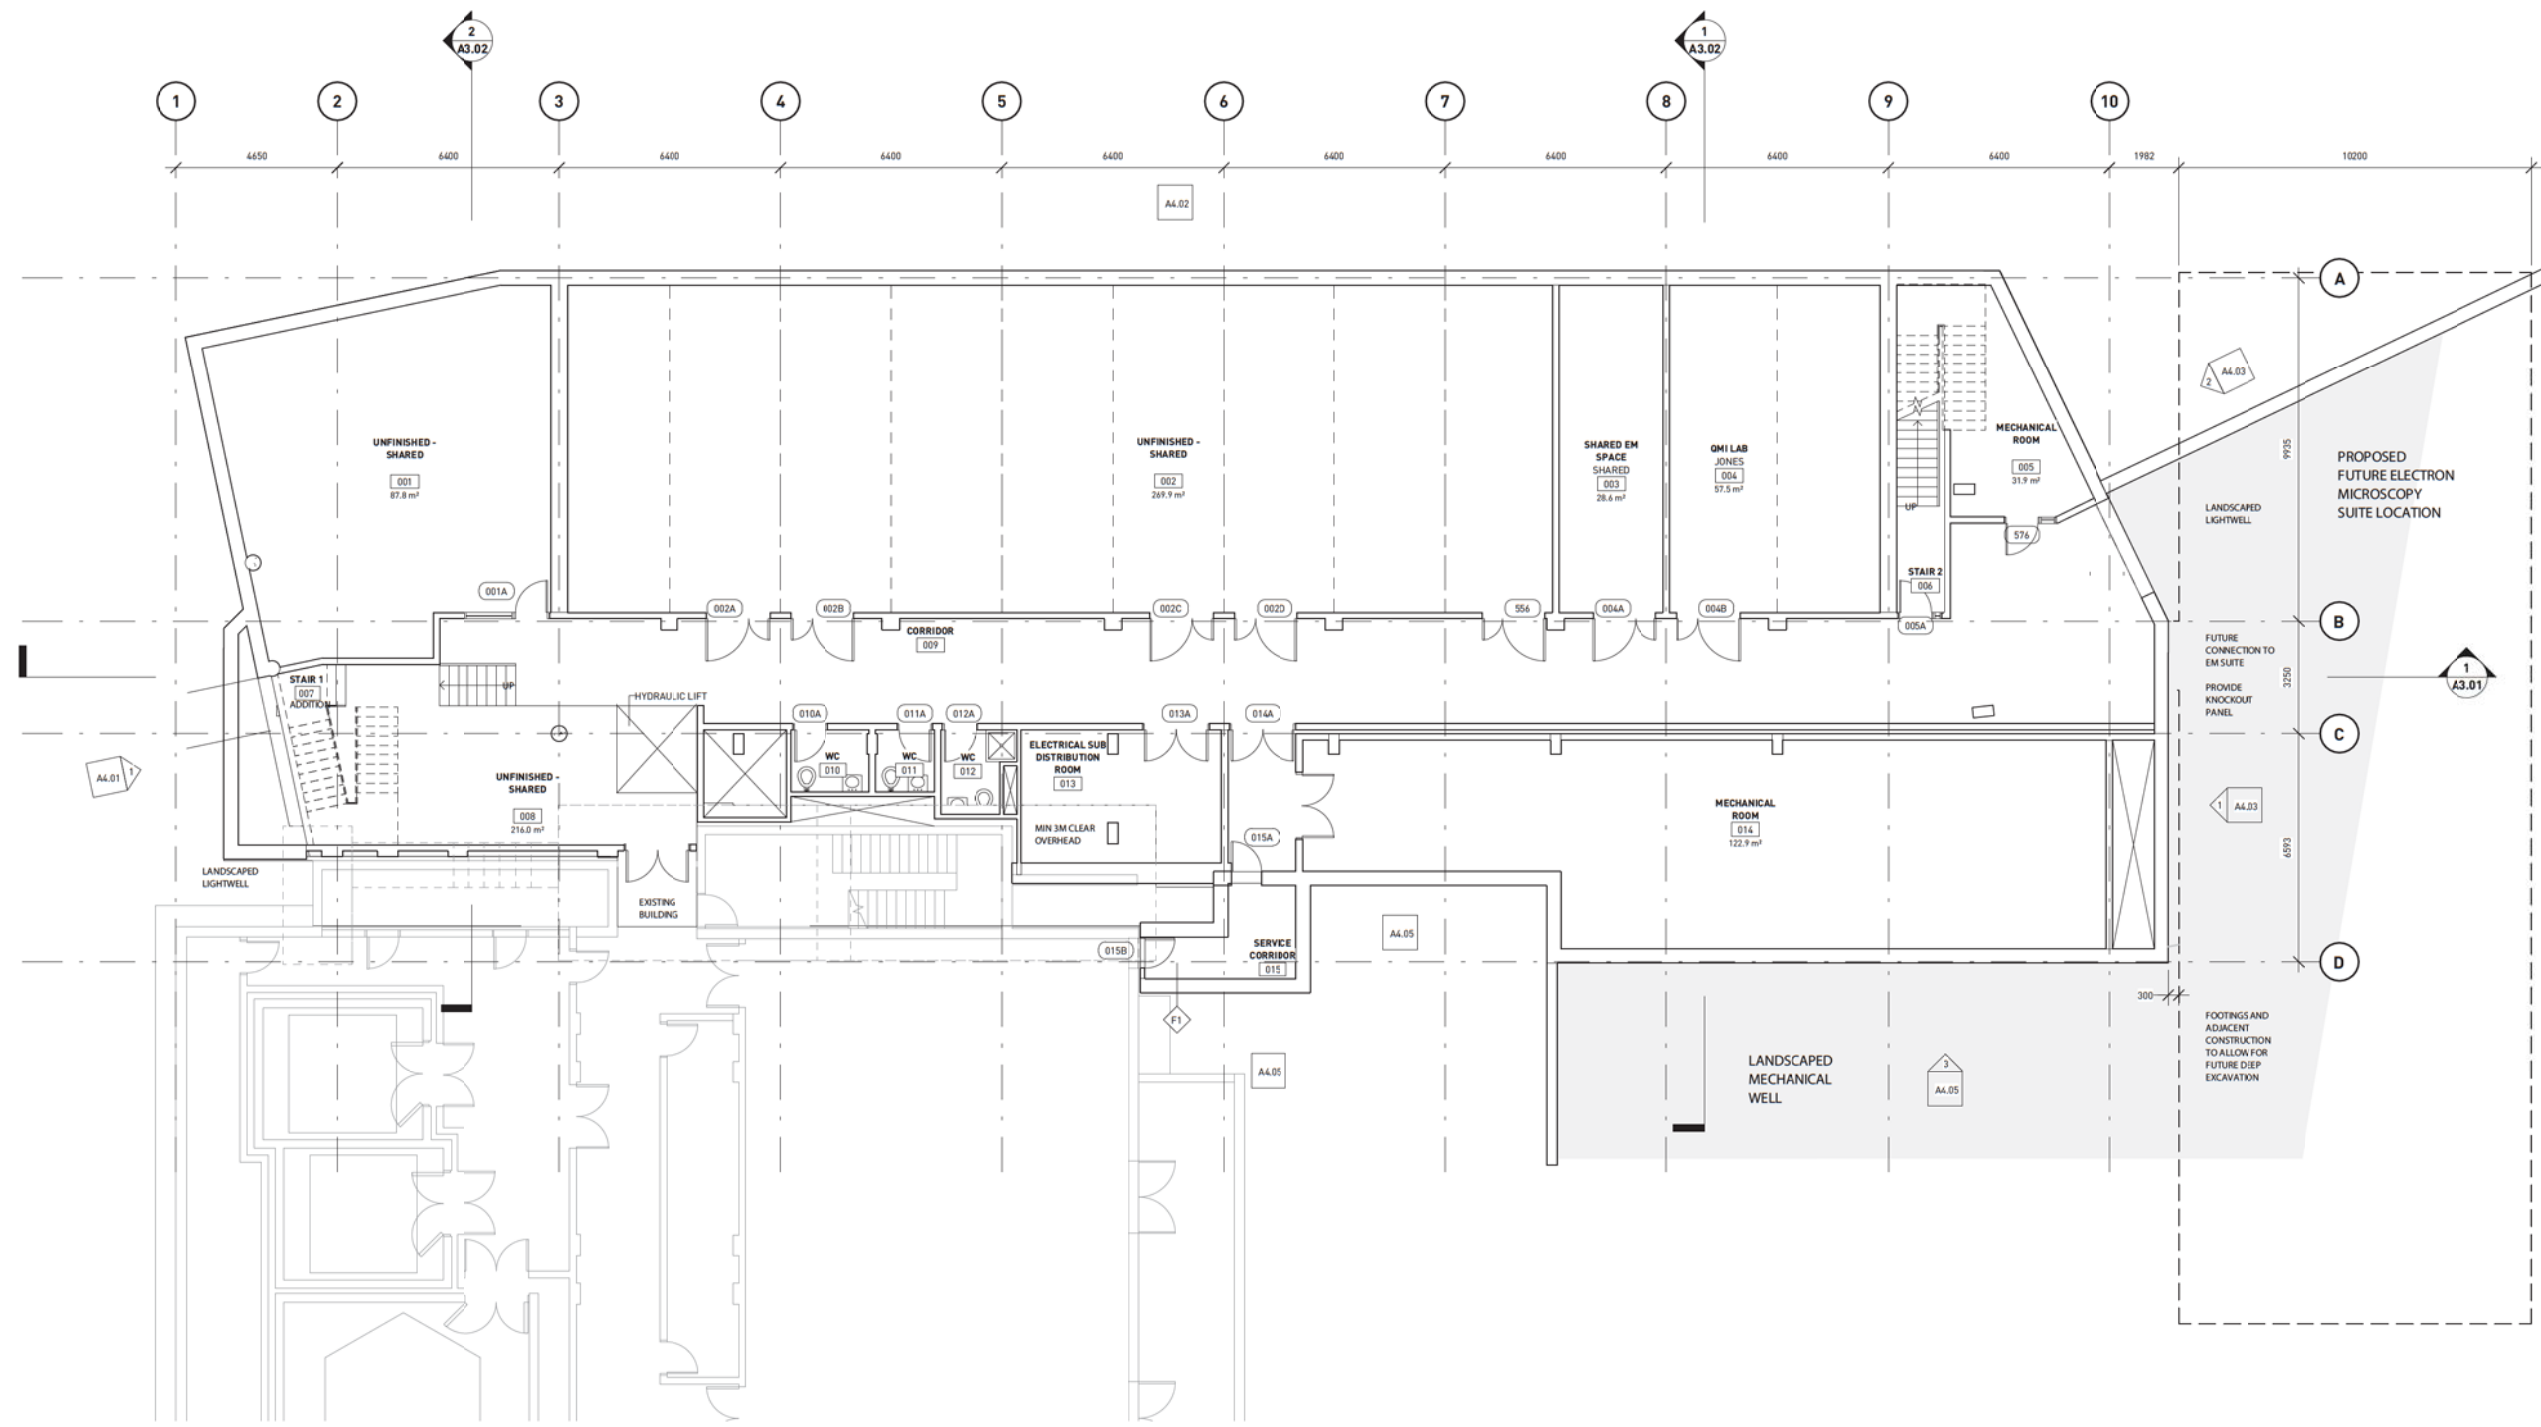 2
A3.02
1
A3.02
1
2
3
4
5
6
7
8
9
10
4650
6400
6400
6400
6400
6400
6400
6400
6400
1982
10200
A4.02
A
2
A4.03
UNFINISHED -
SHARED
001
87.8 m²
UNFINISHED -
SHARED
002
269.9 m²
SHARED EM
SPACE
SHARED
003
28.6 m²
QMI LAB
JONES
004
57.5 m²
MECHANICAL
ROOM
005
31.9 m²
UP
576
9935
PROPOSED
FUTURE ELECTRON
MICROSCOPY
SUITE LOCATION
LANDSCAPED
LIGHTWELL
STAIR 2
006
001A
002A
002B
002C
002D
556
004A
004B
005A
B
CORRIDOR
009
FUTURE
CONNECTION TO
EM SUITE
PROVIDE
KNOCKOUT
PANEL
3250
1
A3.01
STAIR 1
007
ADDITION
UP
HYDRAULIC LIFT
010A
011A
012A
013A
014A
C
A4.01
1
UNFINISHED -
SHARED
008
216.0 m²
WC
010
WC
011
WC
012
ELECTRICAL SUB
DISTRIBUTION
ROOM
013
MIN 3M CLEAR
OVERHEAD
015A
MECHANICAL
ROOM
014
122.9 m²
1
A4.03
6593
LANDSCAPED
LIGHTWELL
EXISTING
BUILDING
015B
SERVICE
CORRIDOR
015
A4.05
D
300
F1
A4.05
LANDSCAPED
MECHANICAL
WELL
3
A4.05
FOOTINGS AND
ADJACENT
CONSTRUCTION
TO ALLOW FOR
FUTURE DEEP
EXCAVATION